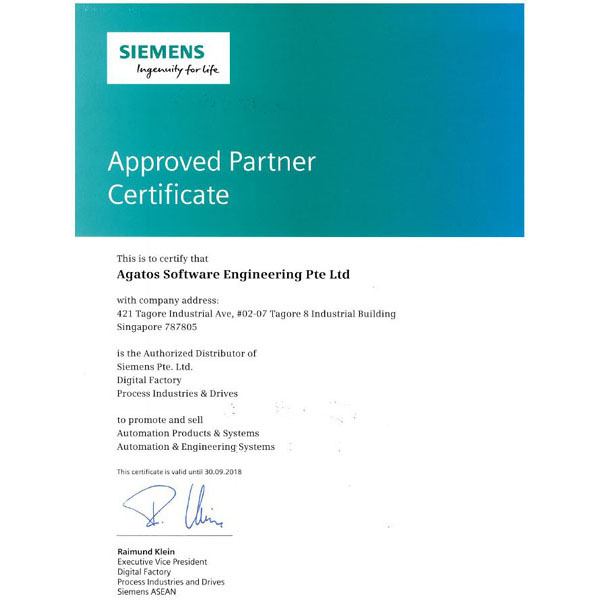 SIEMENS
Ingenuity for life
Approved Partner
Certificate
This is to certify that
Agatos Software Engineering Pte Ltd
with company address:
421 Tagore Industrial Ave, #02-07 Tagore 8 Industrial Building
Singapore 787805
is the Authorized Distributor of
Siemens Pte. Ltd.
Digital Factory
Process Industries & Drives
to promote and sell
Automation Products & Systems
Automation & Engineering Systems
This certificate is valid until 30.09.2018
R. Klein
Raimund Klein
Executive Vice President
Digital Factory
Process Industries and Drives
Siemens ASEAN